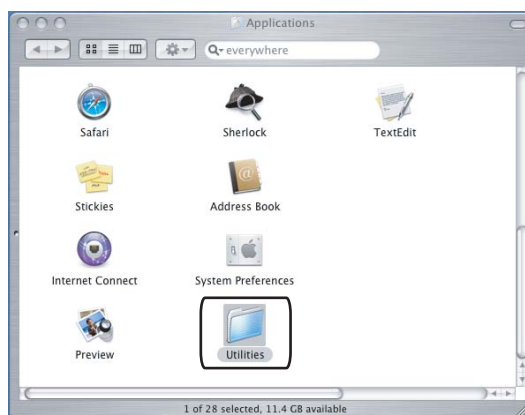 Applications
everywhere
Safari
Sherlock
TextEdit
Stickies
Address Book
Internet Connect
System Preferences
Preview
Utilities
1 of 28 selected, 11.4 GB available